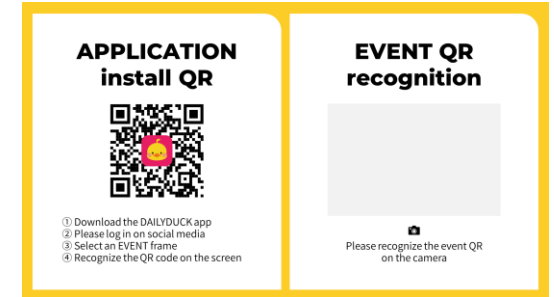 APPLICATION
install QR
① Download the DAILYDUCK app
② Please log in on social media
③ Select an EVENT frame
④ Recognize the QR code on the screen
EVENT QR
recognition
Please recognize the event QR
on the camera